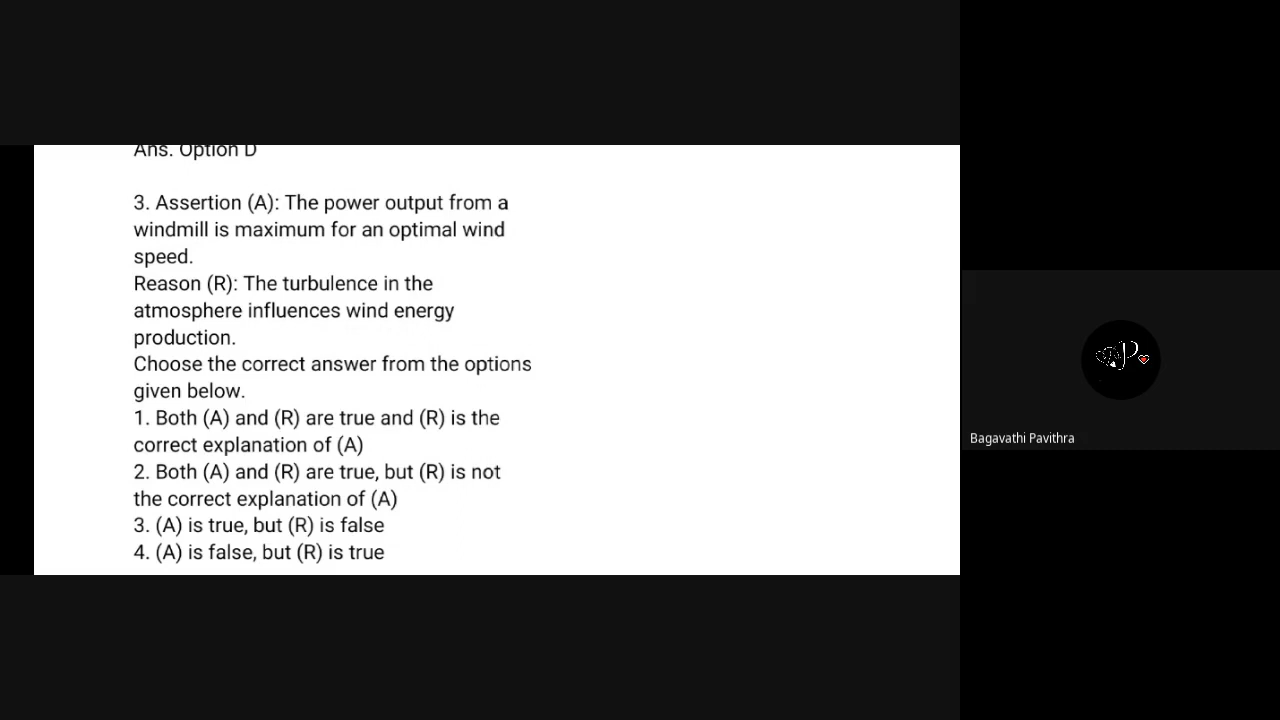 Ans. Option D
3. Assertion (A): The power output from a
windmill is maximum for an optimal wind
speed.
Reason (R): The turbulence in the
atmosphere influences wind energy
production.
Choose the correct answer from the options
given below.
1. Both (A) and (R) are true and (R) is the
correct explanation of (A)
2. Both (A) and (R) are true, but (R) is not
the correct explanation of (A)
3. (A) is true, but (R) is false
4. (A) is false, but (R) is true
Bagavathi Pavithra